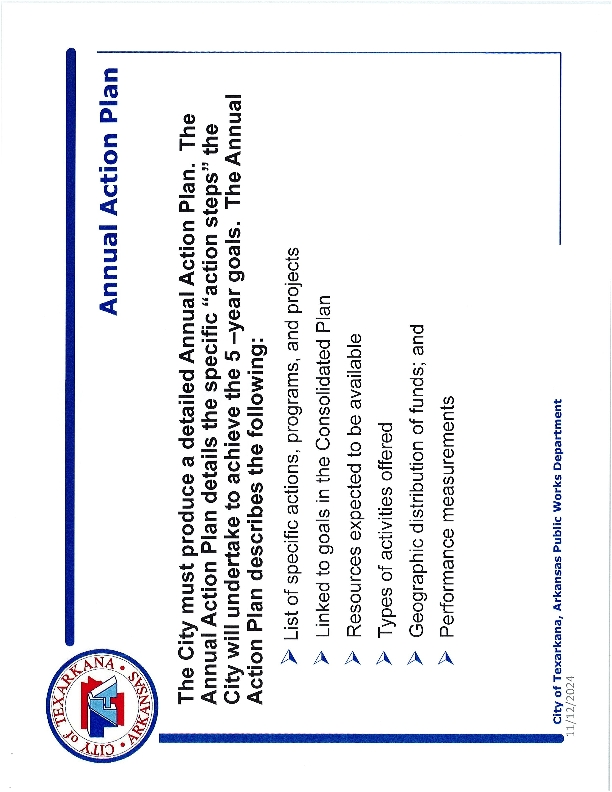 Annual Action Plan
CITY of TEXARKANA • ARKANSAS •
The City must produce a detailed Annual Action Plan.  The
Annual Action Plan details the specific “action steps” the
City will undertake to achieve the 5 –year goals.  The Annual
Action Plan describes the following:
➢ List of specific actions, programs, and projects
➢ Linked to goals in the Consolidated Plan
➢ Resources expected to be available
➢ Types of activities offered
➢ Geographic distribution of funds; and
➢ Performance measurements
City of Texarkana, Arkansas Public Works Department
11/12/2024